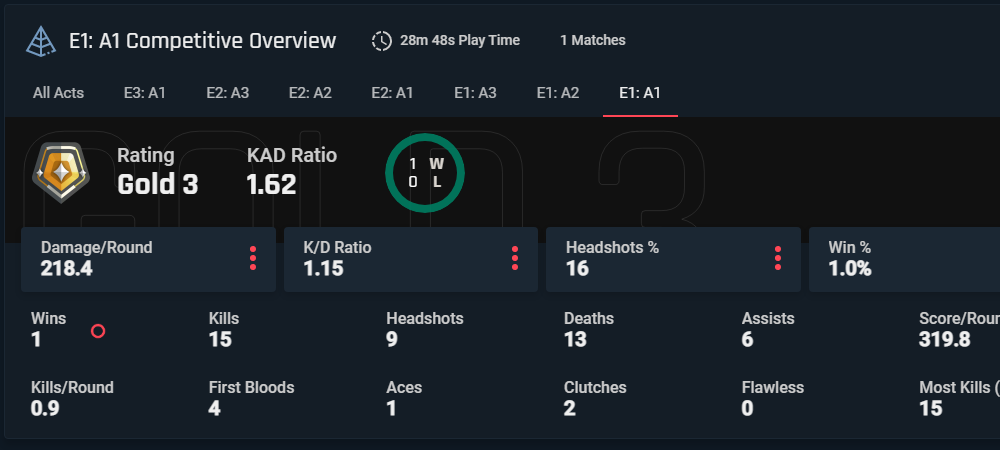 E1: A1 Competitive Overview
28m 48s Play Time
1 Matches
All Acts E3: A1 E2: A3 E2: A2 E2: A1 E1: A3 E1: A2 E1: A1
Rating KAD Ratio
Gold 3 1.62
1 W
0 L
Damage/Round K/D Ratio Headshots % Win %
218.4 1.15 16 1.0%
Wins Kills Headshots Deaths Assists Score/Roun
1 15 9 13 6 319.8
Kills/Round First Bloods Aces Clutches Flawless Most Kills (
0.9 4 1 2 0 15